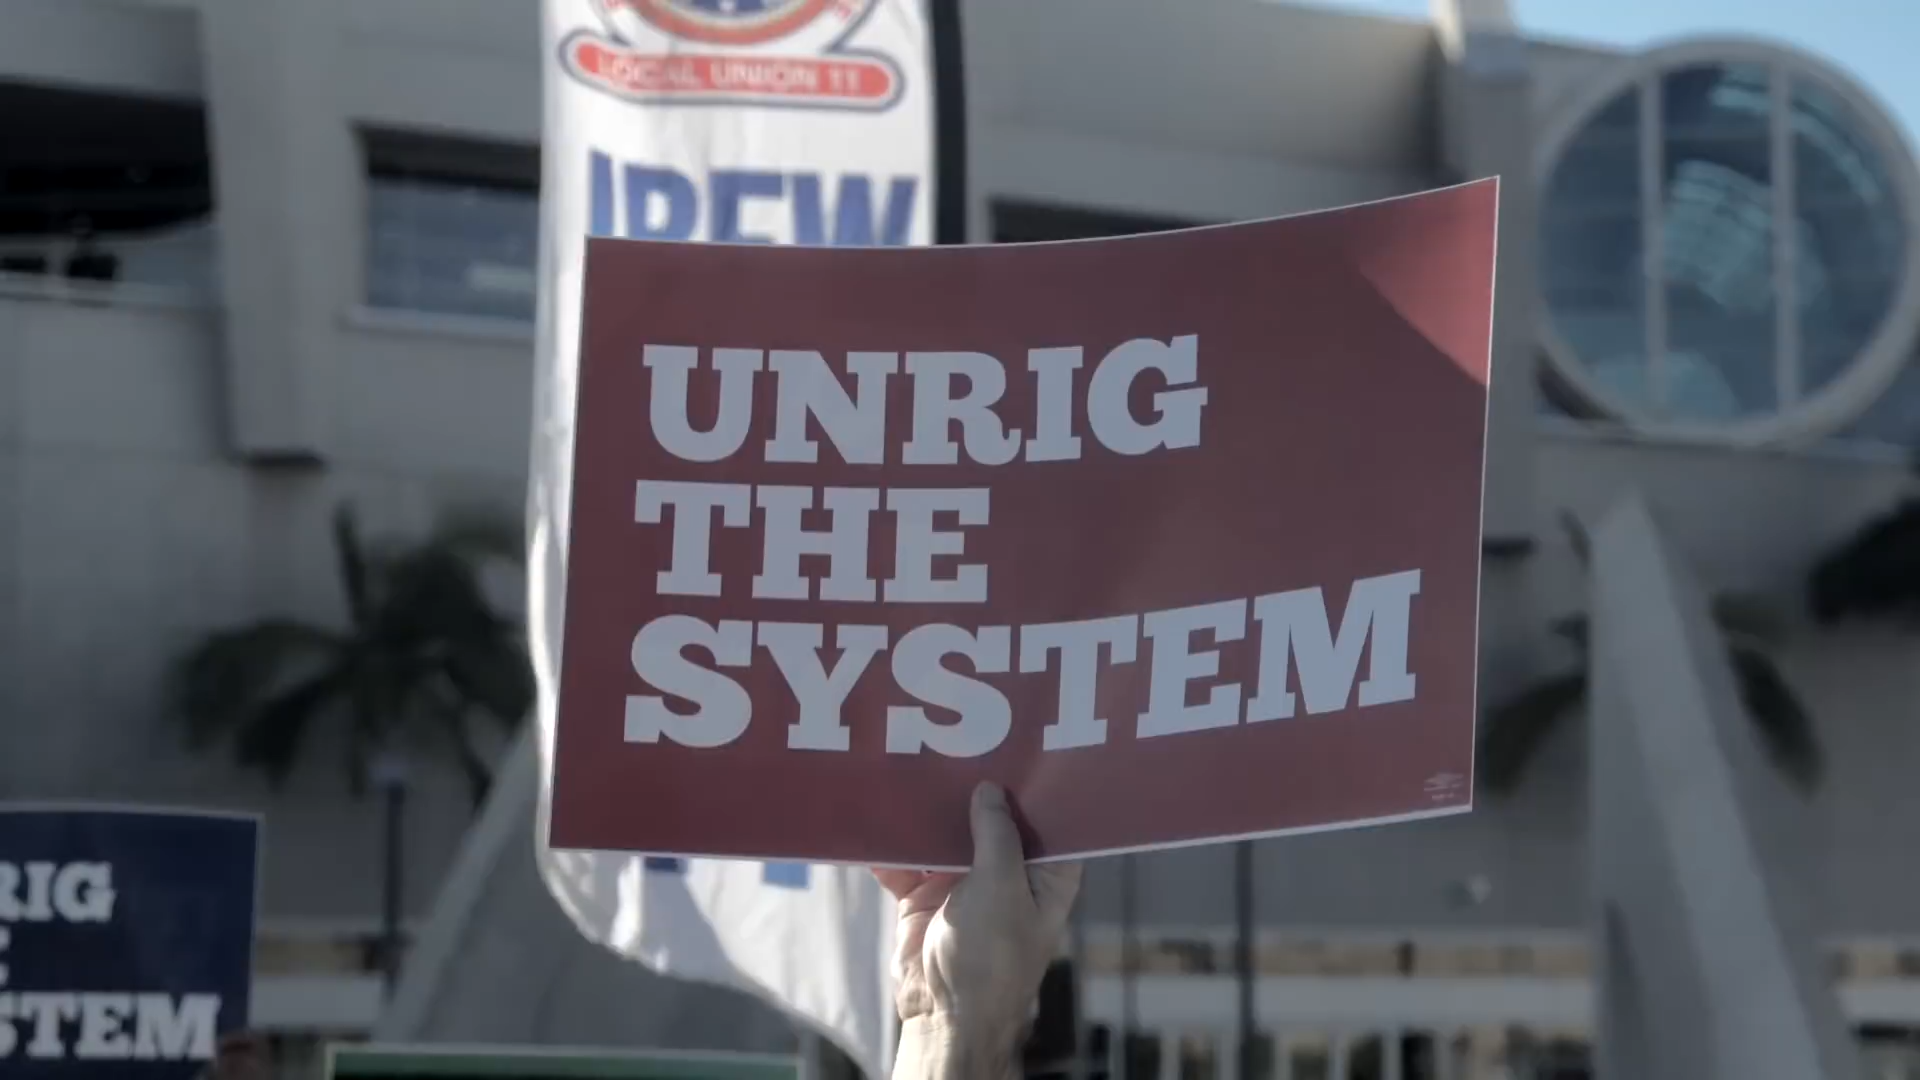 LOCAL UNION 11
IBEW
UNRIG
THE
SYSTEM
RIG
STEM